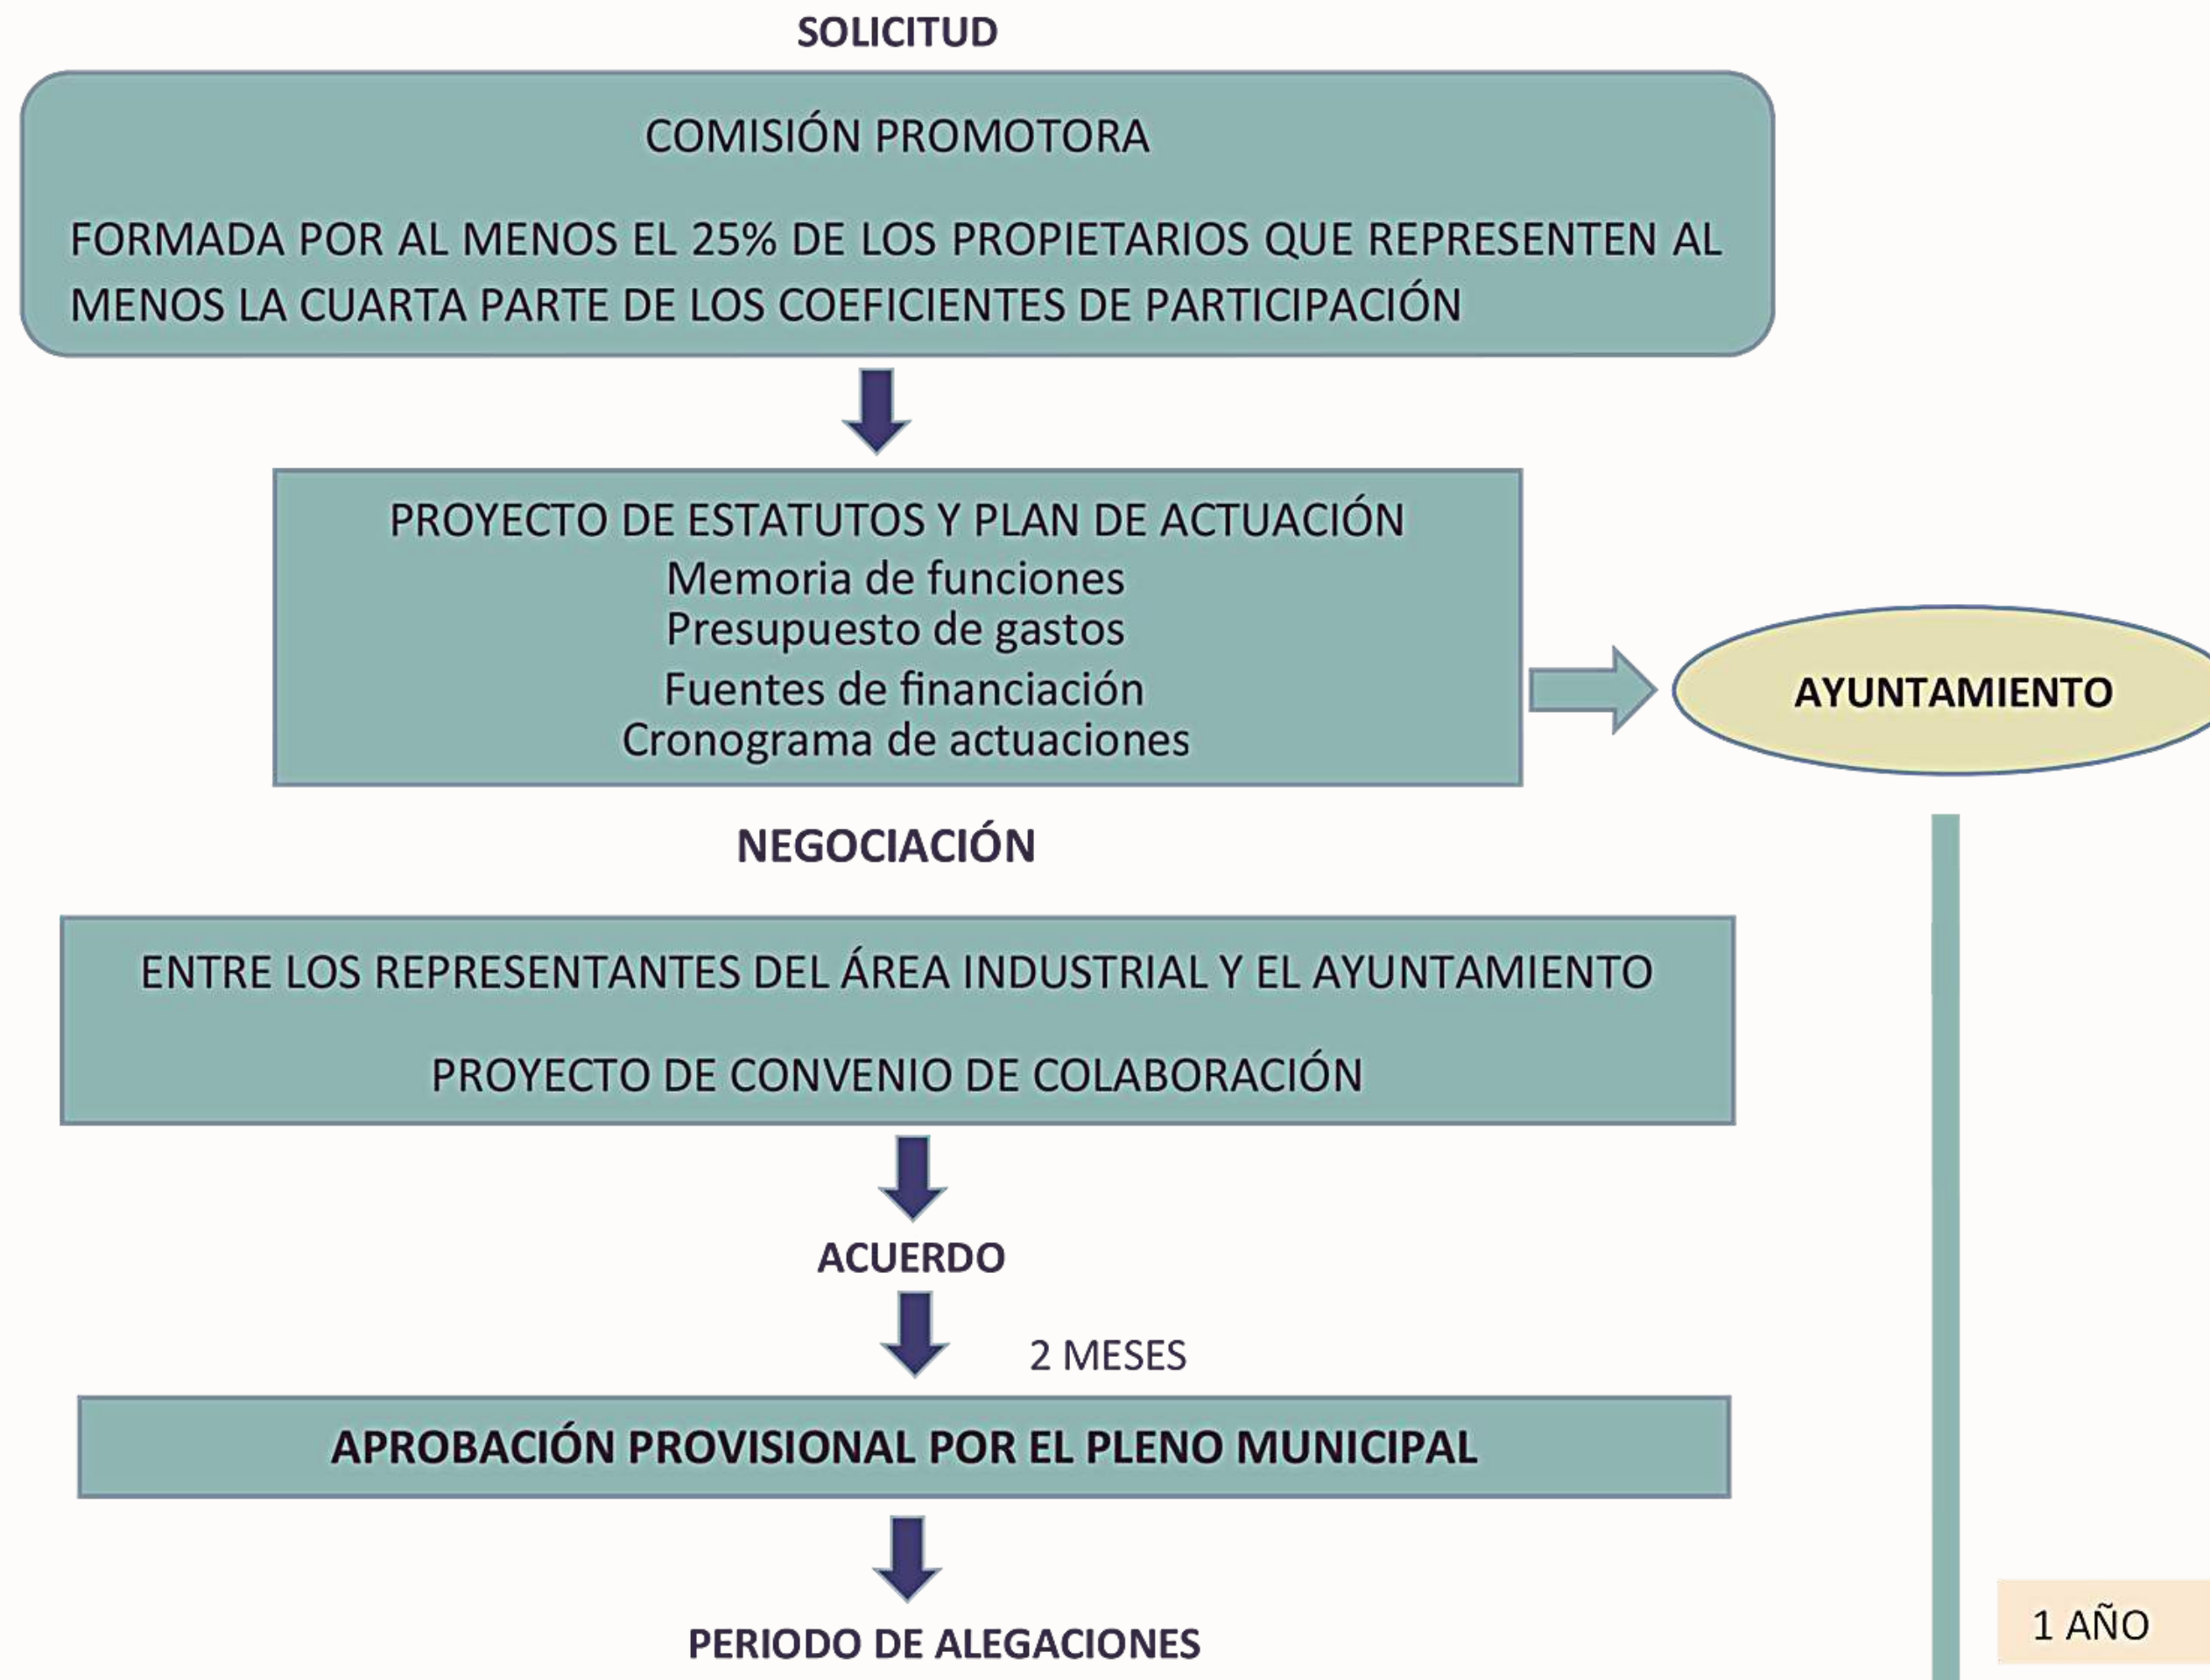 SOLICITUD
COMISIÓN PROMOTORA
FORMADA POR AL MENOS EL 25% DE LOS PROPIETARIOS QUE REPRESENTEN AL
MENOS LA CUARTA PARTE DE LOS COEFICIENTES DE PARTICIPACIÓN
PROYECTO DE ESTATUTOS Y PLAN DE ACTUACIÓN
Memoria de funciones
Presupuesto de gastos
Fuentes de financiación
Cronograma de actuaciones
AYUNTAMIENTO
NEGOCIACIÓN
ENTRE LOS REPRESENTANTES DEL ÁREA INDUSTRIAL Y EL AYUNTAMIENTO
PROYECTO DE CONVENIO DE COLABORACIÓN
ACUERDO
2 MESES
APROBACIÓN PROVISIONAL POR EL PLENO MUNICIPAL
1 AÑO
PERIODO DE ALEGACIONES